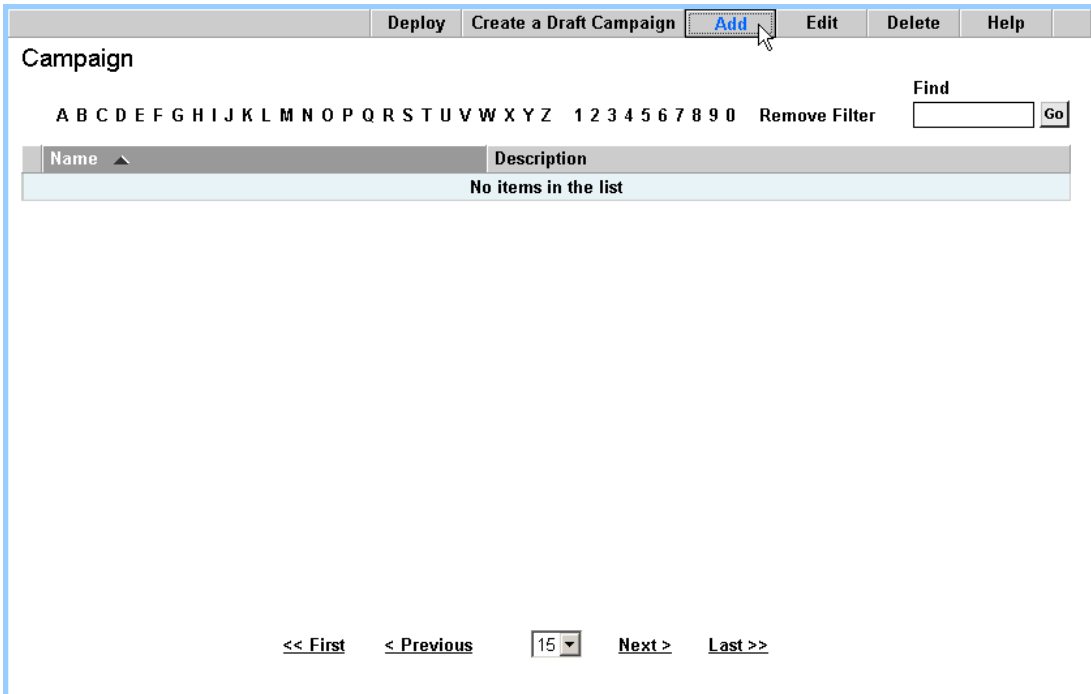 Deploy Create a Draft Campaign Add Edit Delete Help
Campaign
Find
A B C D E F G H I J K L M N O P Q R S T U V W X Y Z 1 2 3 4 5 6 7 8 9 0 Remove Filter Go
Name Description
No items in the list
<< First < Previous 15 Next > Last >>